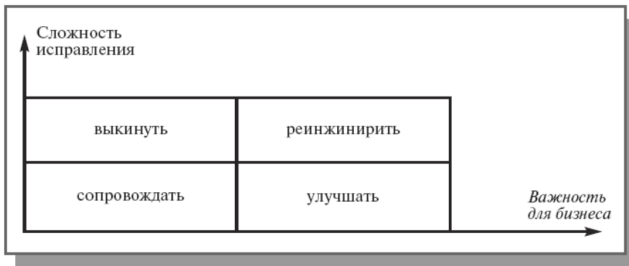 Сложность
исправления
выкинуть
реинжинирить
сопровождать
улучшать
Важность
для бизнеса